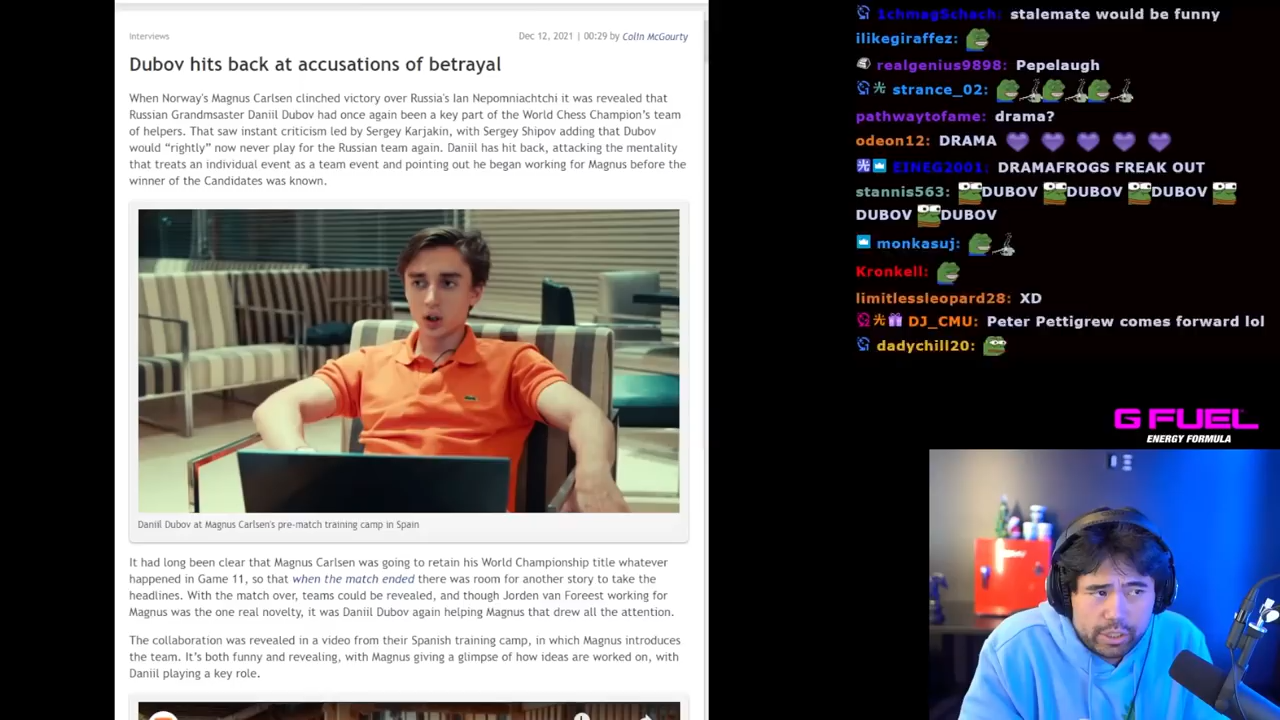 Interviews
Dec 12, 2021 | 00:29 by Colin McGourty
Dubov hits back at accusations of betrayal
When Norway's Magnus Carlsen clinched victory over Russia's Ian Nepomniachtchi it was revealed that
Russian Grandmaster Daniil Dubov had once again been a key part of the World Chess Champion's team
of helpers. That saw instant criticism led by Sergey Karjakin, with Sergey Shipov adding that Dubov
would “rightly” now never play for the Russian team again. Daniil has hit back, attacking the mentality
that treats an individual event as a team event and pointing out he began working for Magnus before the
winner of the Candidates was known.
Daniil Dubov at Magnus Carlsen's pre-match training camp in Spain
It had long been clear that Magnus Carlsen was going to retain his World Championship title whatever
happened in Game 11, so that when the match ended there was room for another story to take the
headlines. With the match over, teams could be revealed, and though Jorden van Foreest working for
Magnus was the one real novelty, it was Daniil Dubov again helping Magnus that drew all the attention.
The collaboration was revealed in a video from their Spanish training camp, in which Magnus introduces
the team. It's both funny and revealing, with Magnus giving a glimpse of how ideas are worked on, with
Daniil playing a key role.
1chmagSchach: stalemate would be funny
ilikegiraffez:
realgenius9898: Pepelaugh
strance_02:
pathwaytofame: drama?
odeon12: DRAMA
EINEG2001: DRAMAFROGS FREAK OUT
stannis563: DUBOV DUBOV DUBOV
DUBOV DUBOV
monkasuj:
Kronkell:
limitlessleopard28: XD
DJ_CMU: Peter Pettigrew comes forward lol
dadychill20:
G FUEL
ENERGY FORMULA